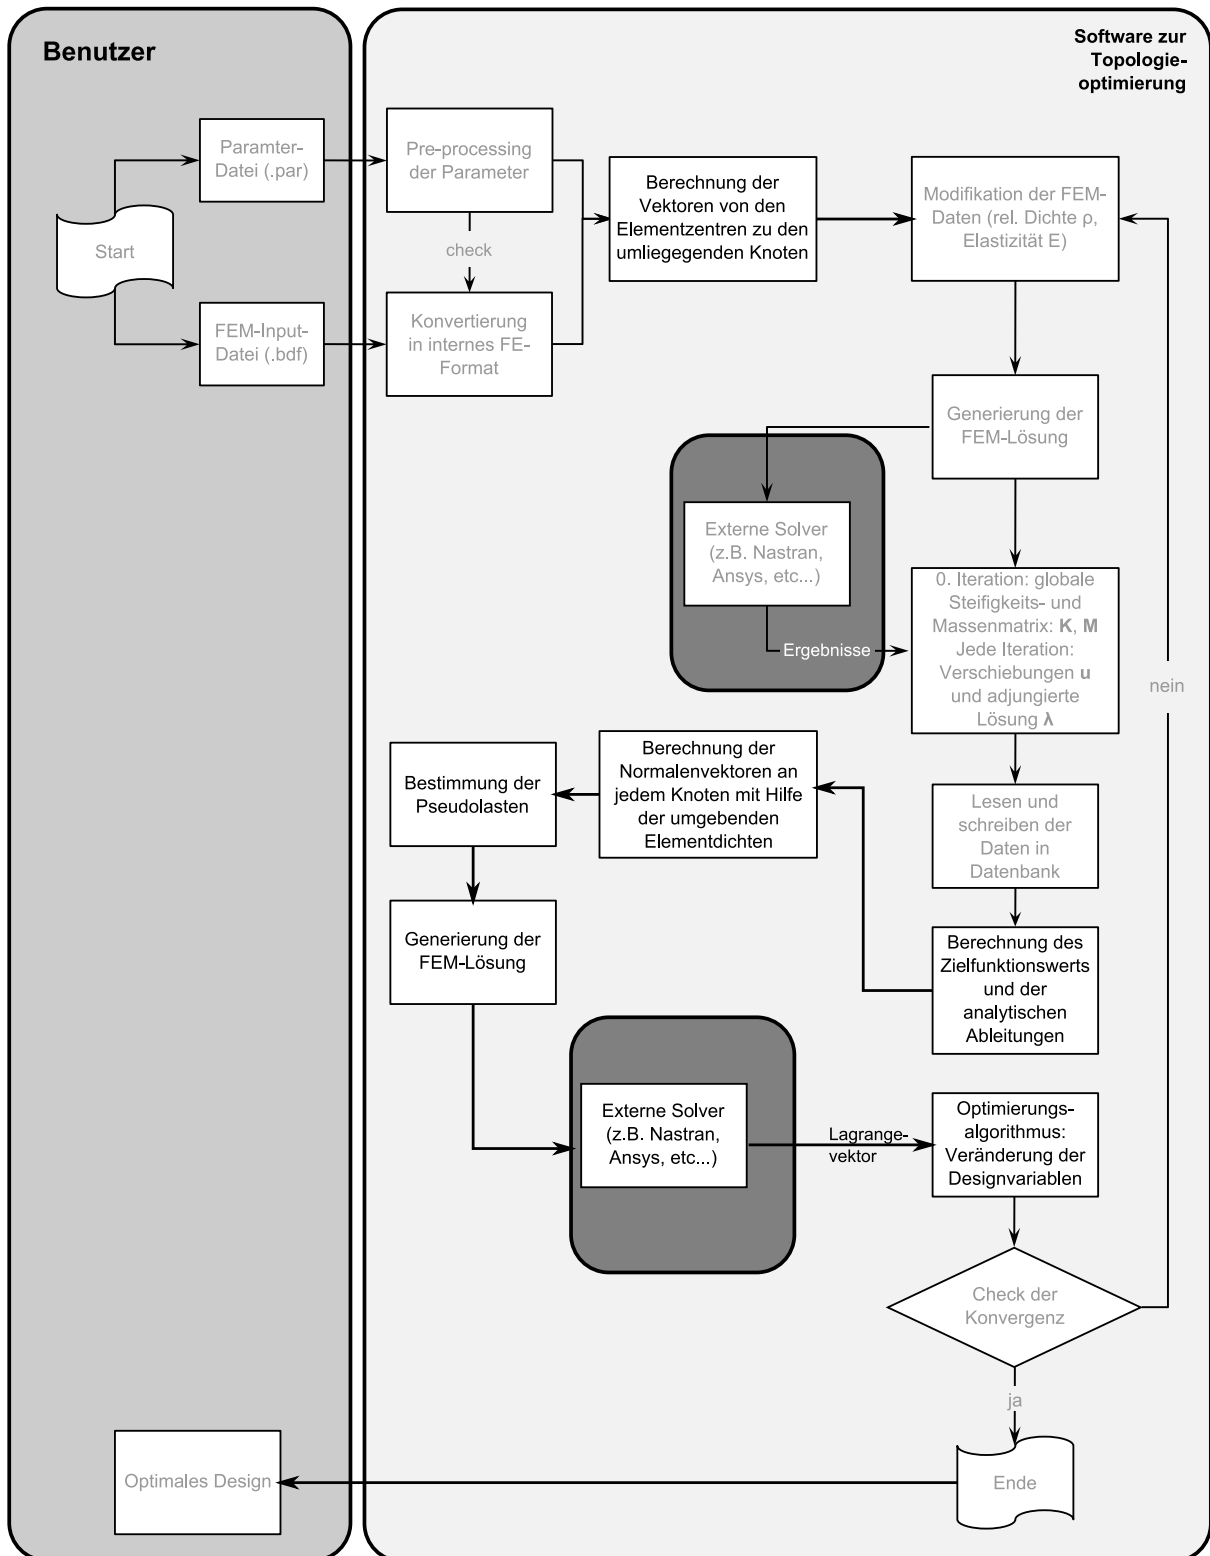 Benutzer
Software zur
Topologie-
optimierung
Paramter-
Datei (.par)
Pre-processing
der Parameter
Berechnung der
Vektoren von den
Elementzentren zu den
umliegegenden Knoten
Modifikation der FEM-
Daten (rel. Dichte ρ,
Elastizität E)
Start
check
FEM-Input-
Datei (.bdf)
Konvertierung
in internes FE-
Format
Generierung der
FEM-Lösung
Externe Solver
(z.B. Nastran,
Ansys, etc...)
Ergebnisse
0. Iteration: globale
Steifigkeits- und
Massenmatrix: K, M
Jede Iteration:
Verschiebungen u
und adjungierte
Lösung λ
nein
Bestimmung der
Pseudolasten
Berechnung der
Normalenvektoren an
jedem Knoten mit Hilfe
der umgebenden
Elementdichten
Lesen und
schreiben der
Daten in
Datenbank
Generierung der
FEM-Lösung
Berechnung des
Zielfunktionswerts
und der
analytischen
Ableitungen
Externe Solver
(z.B. Nastran,
Ansys, etc...)
Lagrange-
vektor
Optimierungs-
algorithmus:
Veränderung der
Designvariablen
Check der
Konvergenz
ja
Optimales Design
Ende